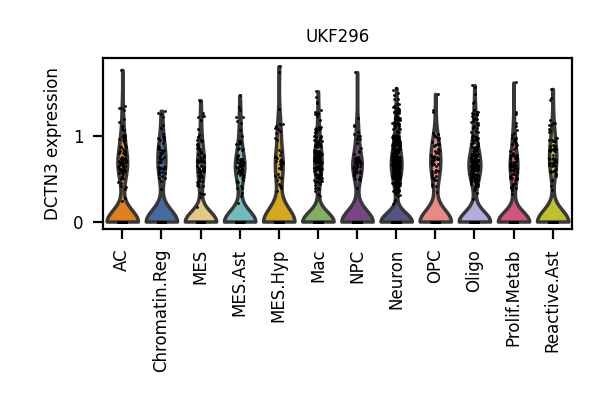 UKF296
DCTN3 expression
1
0
AC
Chromatin.Reg
MES
MES.Ast
MES.Hyp
Mac
NPC
Neuron
OPC
Oligo
Prolif.Metab
Reactive.Ast